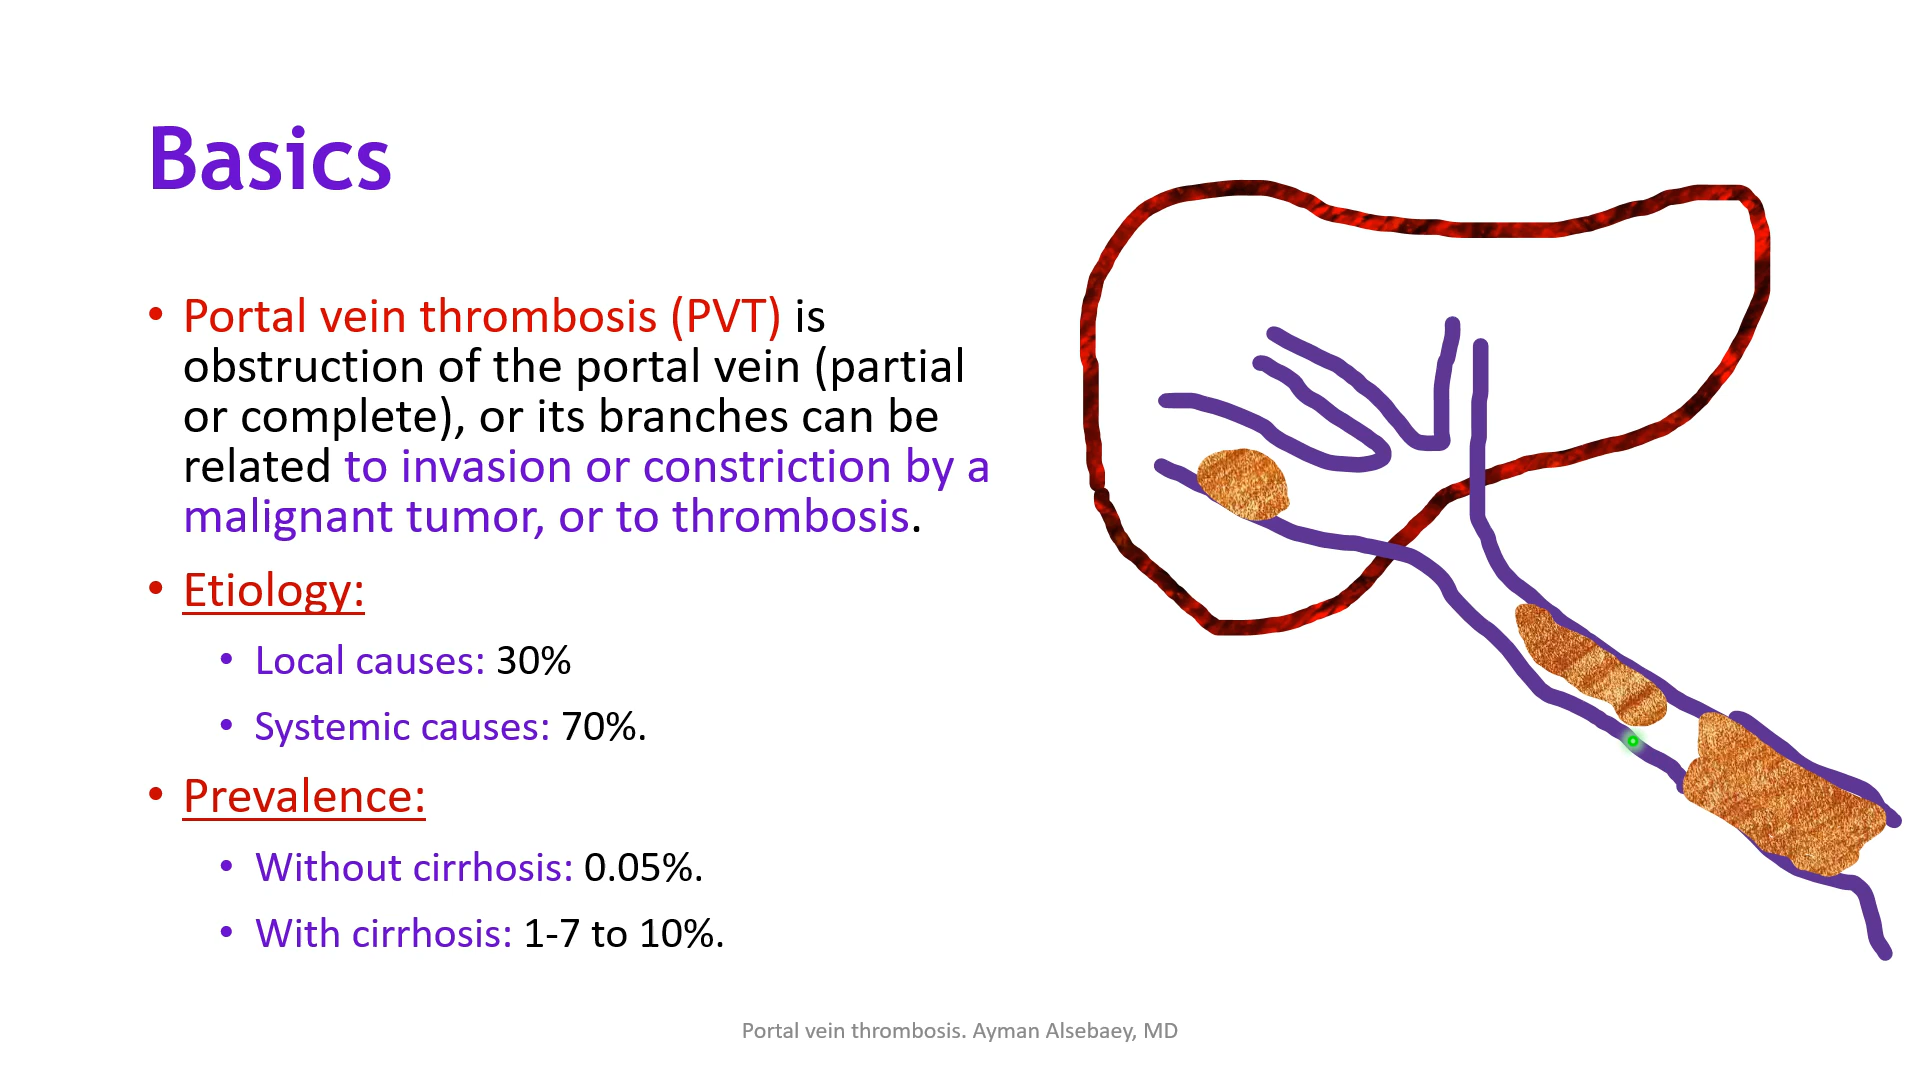 Basics
• Portal vein thrombosis (PVT) is
obstruction of the portal vein (partial
or complete), or its branches can be
related to invasion or constriction by a
malignant tumor, or to thrombosis.
• Etiology:
• Local causes: 30%
• Systemic causes: 70%.
• Prevalence:
• Without cirrhosis: 0.05%.
• With cirrhosis: 1-7 to 10%.
Portal vein thrombosis. Ayman Alsebaey, MD